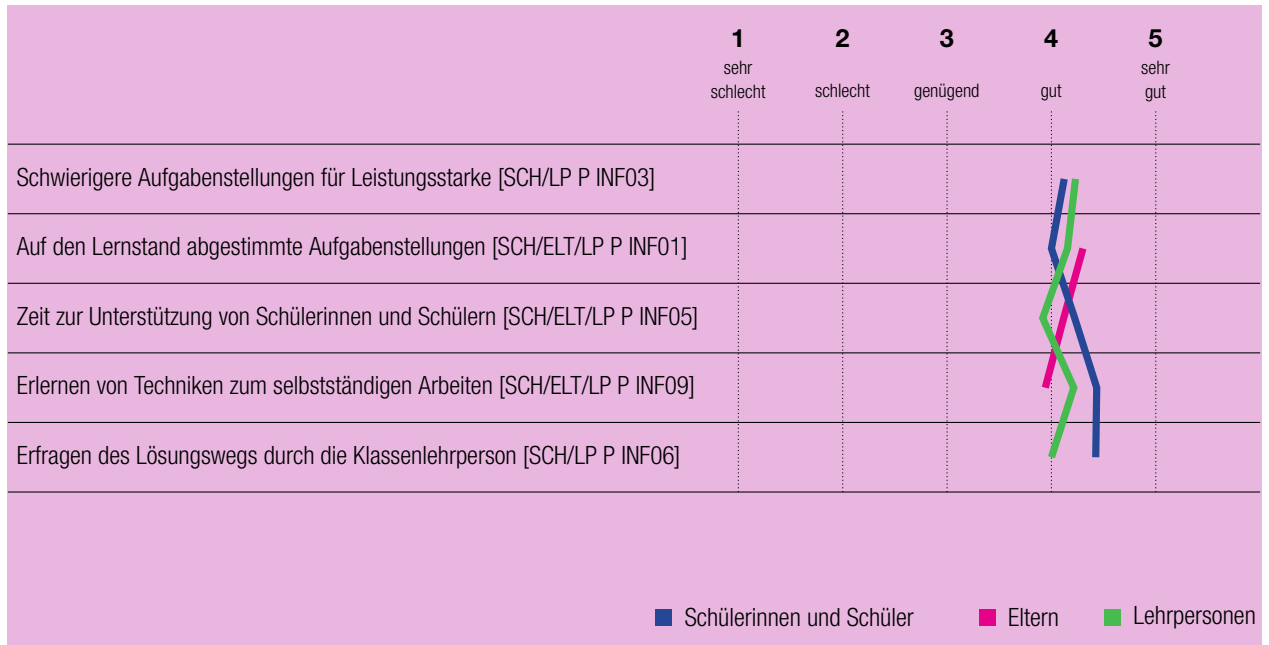 1 2 3 4 5
sehr schlecht schlecht genügend gut sehr gut
Schwierigere Aufgabenstellungen für Leistungsstarke [SCH/LP P INF03]
Auf den Lernstand abgestimmte Aufgabenstellungen [SCH/ELT/LP P INF01]
Zeit zur Unterstützung von Schülerinnen und Schülern [SCH/ELT/LP P INF05]
Erlernen von Techniken zum selbstständigen Arbeiten [SCH/ELT/LP P INF09]
Erfragen des Lösungswegs durch die Klassenlehrperson [SCH/LP P INF06]
Schülerinnen und Schüler Eltern Lehrpersonen